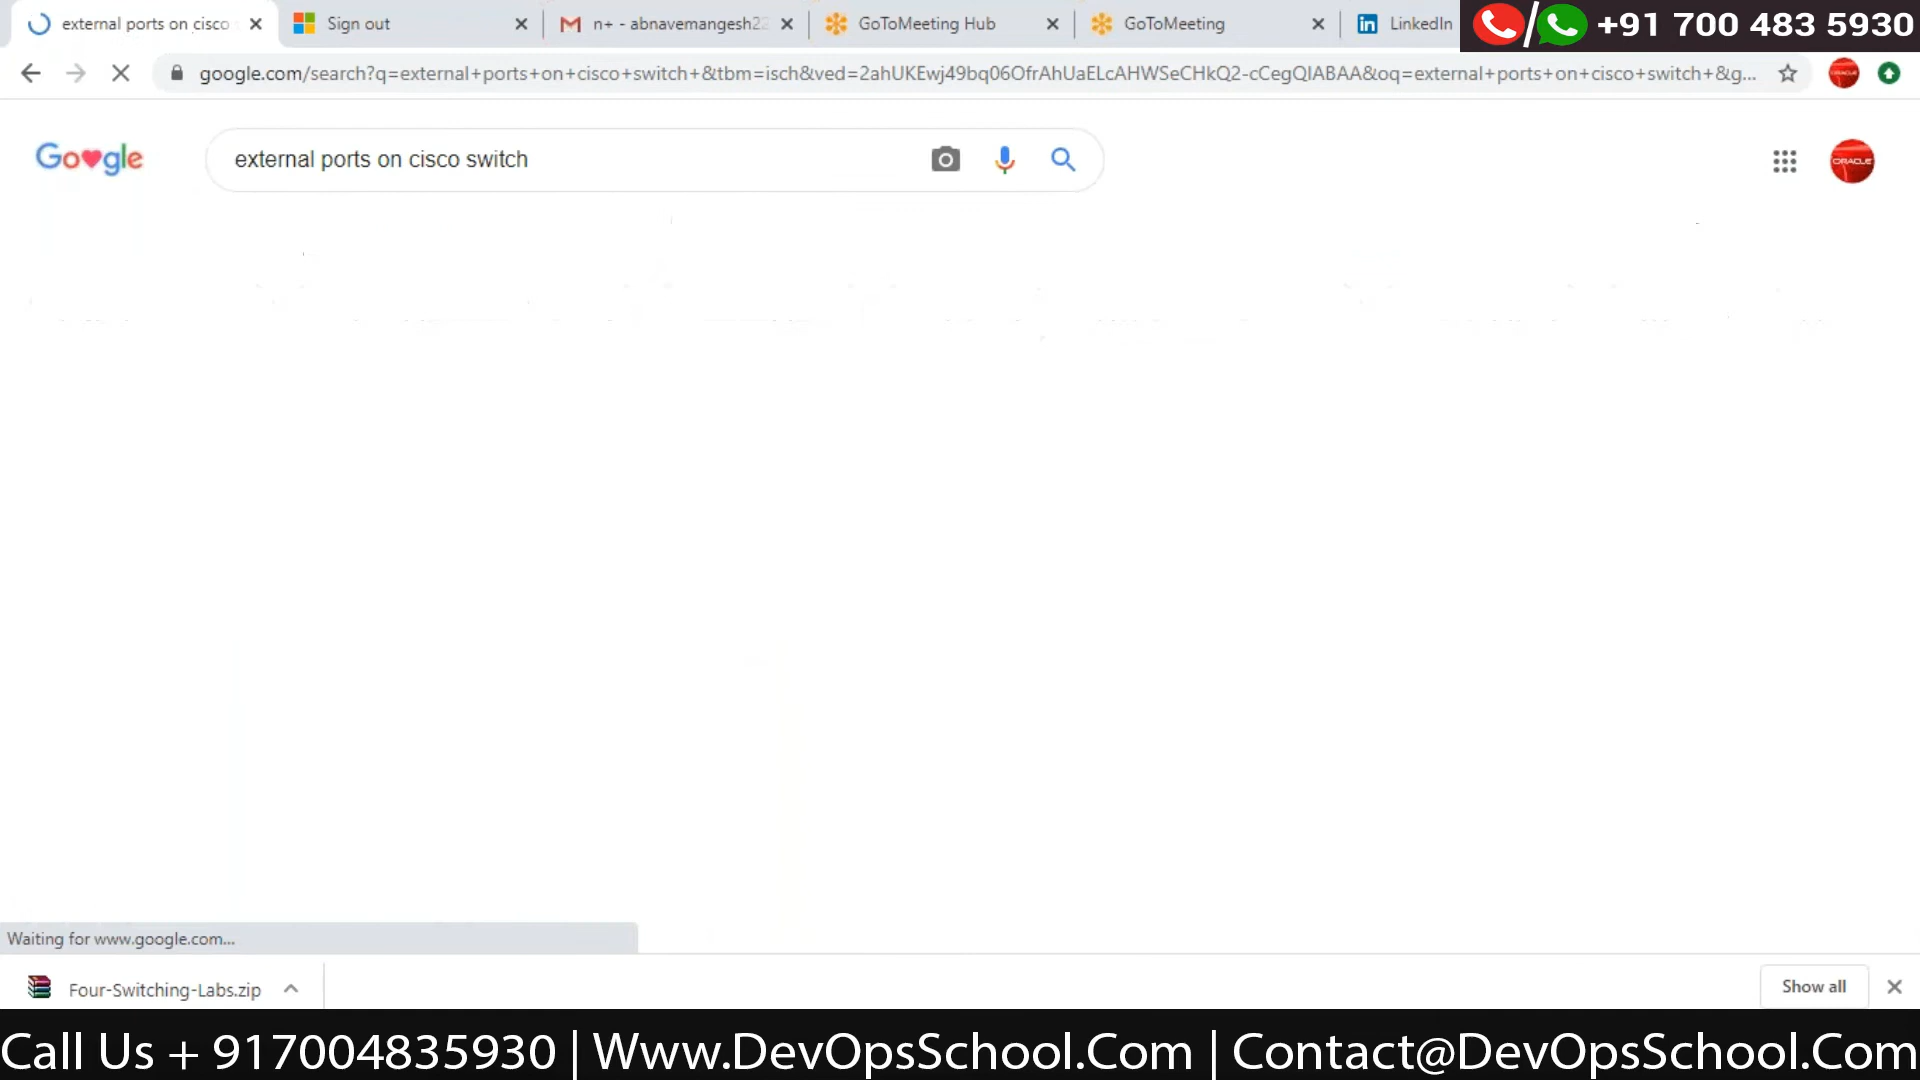 external ports on cisco
Sign out
n+ - abnavemangesh22
GoToMeeting Hub
GoToMeeting
LinkedIn
+91 700 483 5930
google.com/search?q=external+ports+on+cisco+switch+&tbm=isch&ved=2ahUKEwj49bq06OfrAhUaELcAHWSeCHkQ2-cCegQIABAA&oq=external+ports+on+cisco+switch+&g...
Google
external ports on cisco switch
ORACLE
Waiting for www.google.com...
Four-Switching-Labs.zip
Show all
Call Us + 917004835930 | Www.DevOpsSchool.Com | Contact@DevOpsSchool.Com